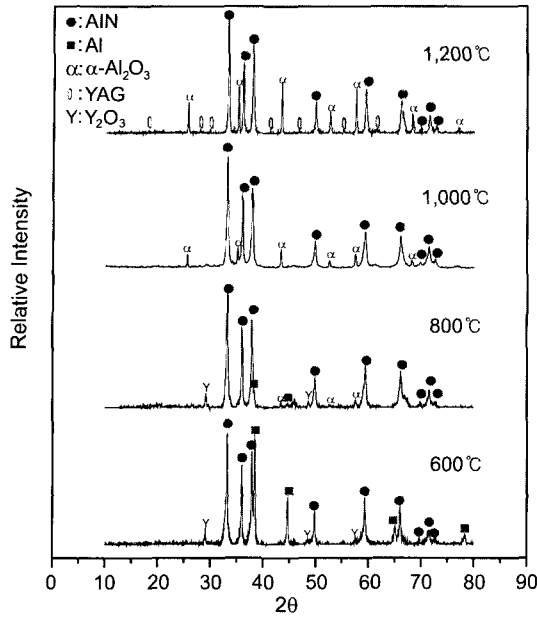 ●: AlN
■: Al
α: α-Al₂O₃
⬯: YAG
Y: Y₂O₃
1,200℃
α α α α α α α
1,000℃
α α α α α α
800℃
Y α Y α α
600℃
Y Y Y
Relative Intensity
0 10 20 30 40 50 60 70 80 90
2θ